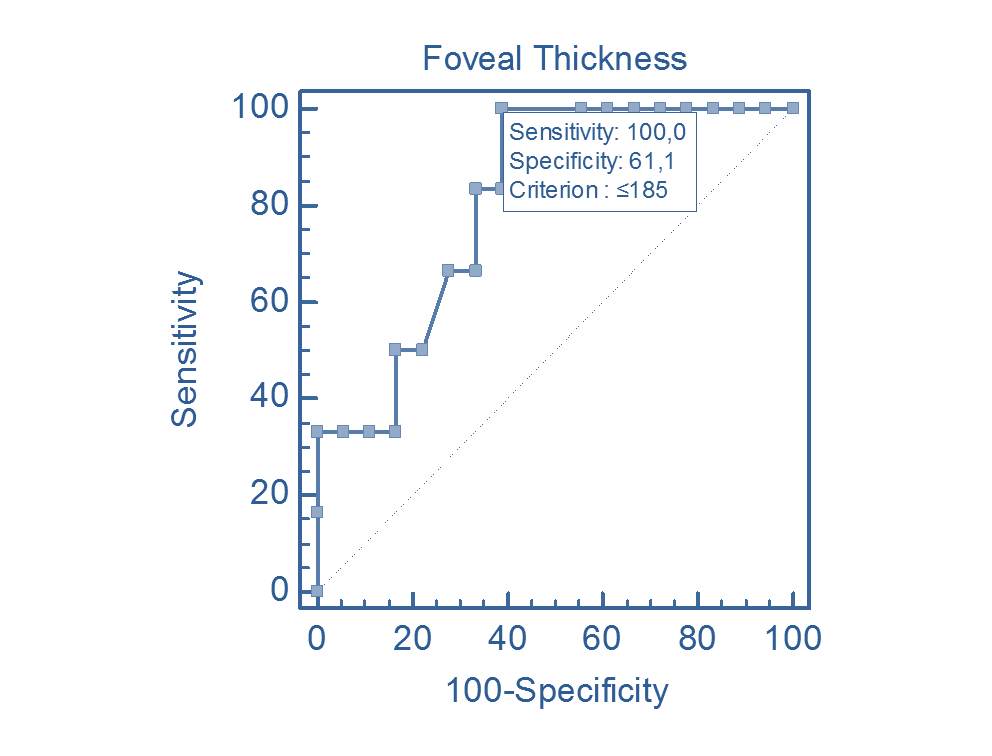 Foveal Thickness
100
80
60
40
20
0
Sensitivity
Sensitivity: 100,0
Specificity: 61,1
Criterion : ≤185
0 20 40 60 80 100
100-Specificity